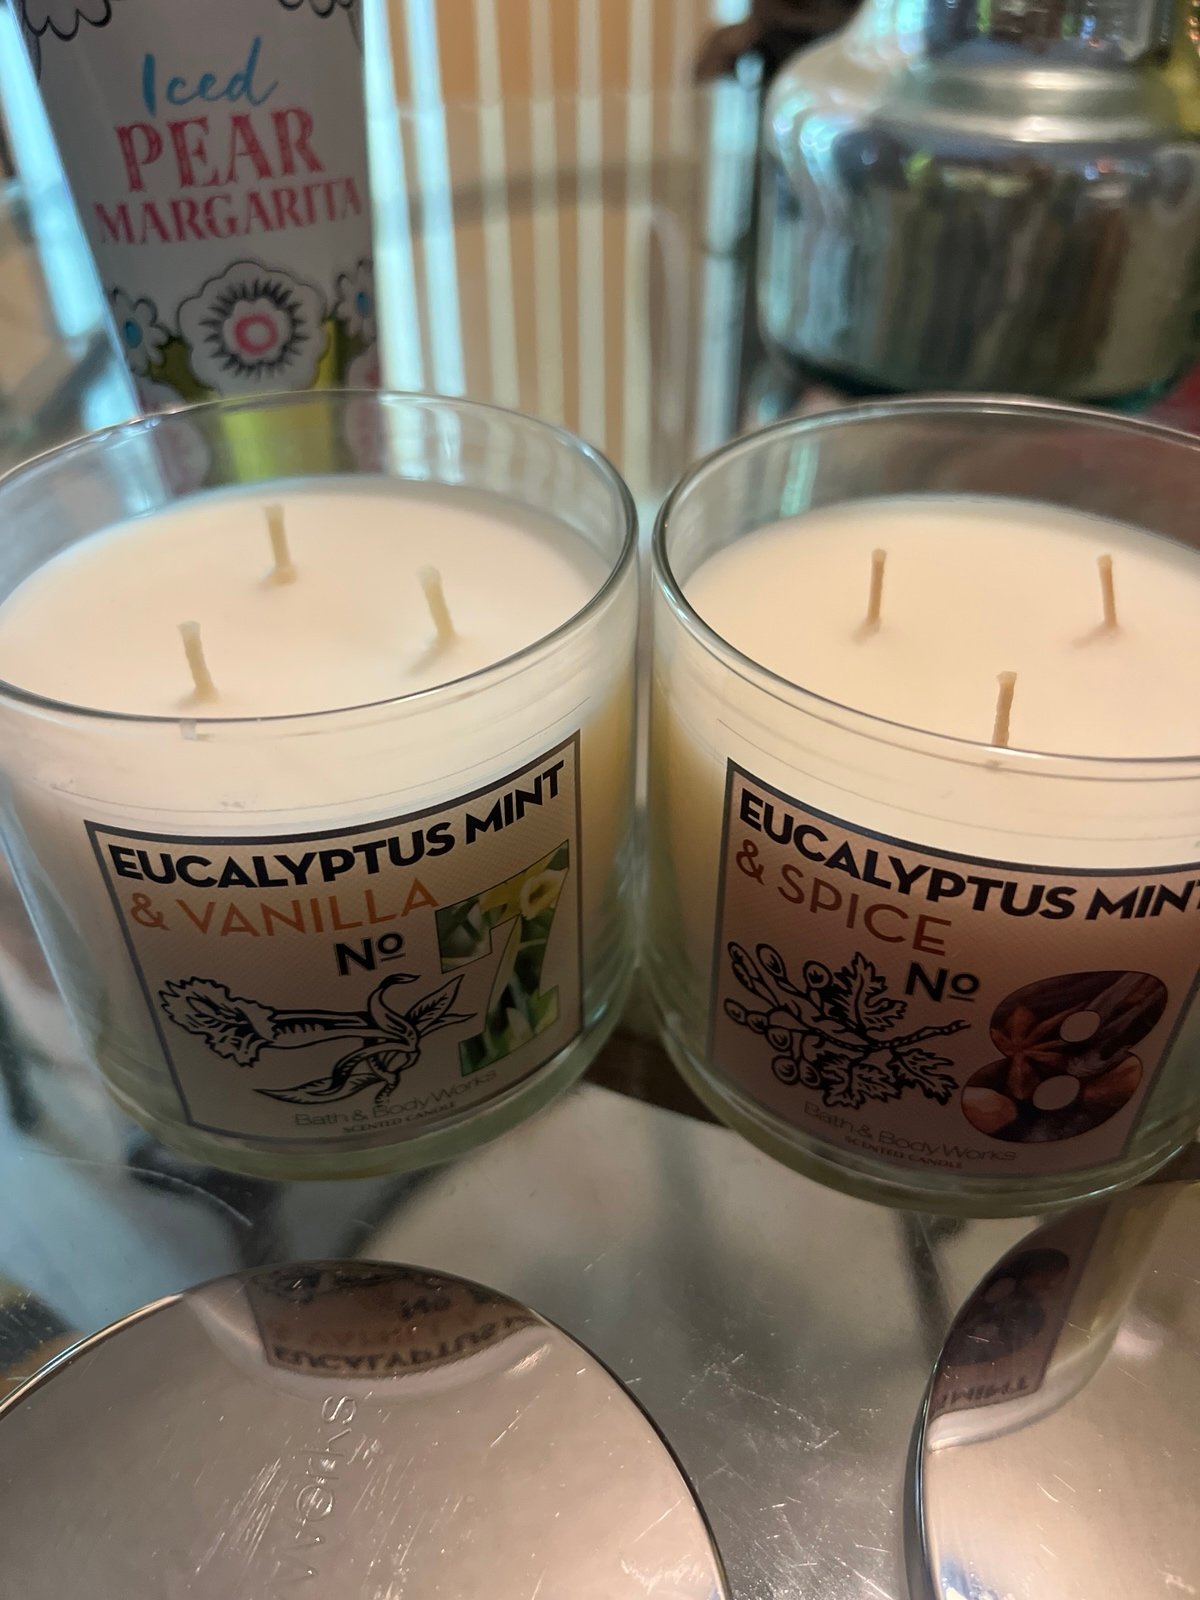 Iced
PEAR
MARGARITA
EUCALYPTUS MINT
& VANILLA
Nº 7
Bath & Body Works
SCENTED CANDLE
EUCALYPTUS MINT
& SPICE
Nº 8
Bath & Body Works
SCENTED CANDLE
Works